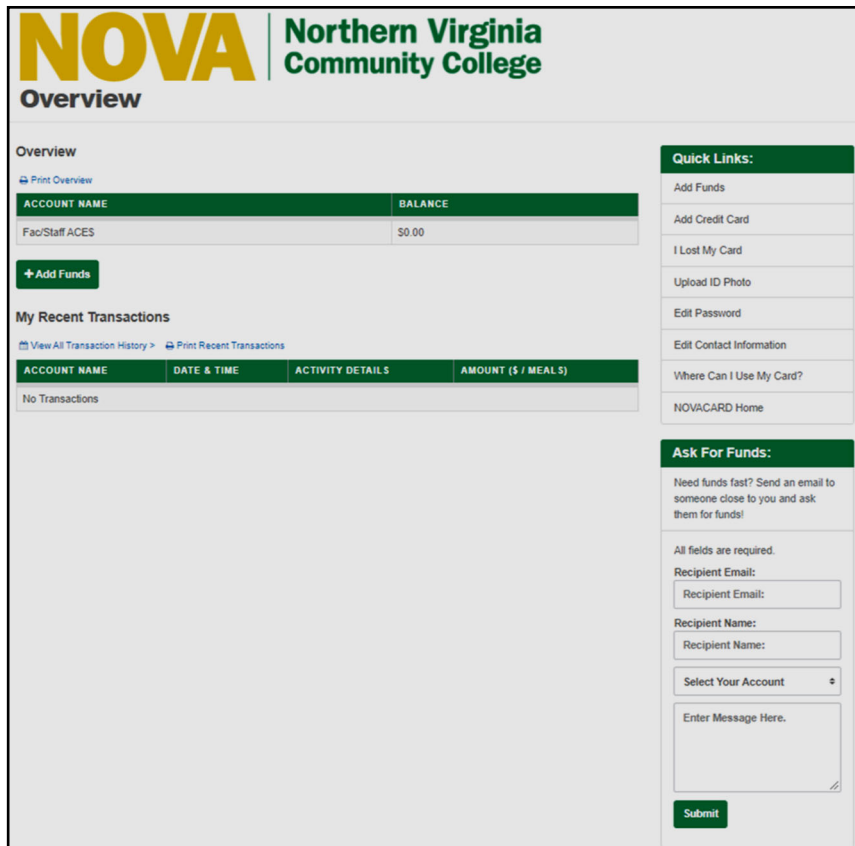 NOVA
Northern Virginia
Community College
Overview
Overview
Print Overview
ACCOUNT NAME BALANCE
Fac/Staff ACE$ $0.00
+ Add Funds
My Recent Transactions
View All Transaction History > Print Recent Transactions
ACCOUNT NAME DATE & TIME ACTIVITY DETAILS AMOUNT ($ / MEALS)
No Transactions
Quick Links:
Add Funds
Add Credit Card
I Lost My Card
Upload ID Photo
Edit Password
Edit Contact Information
Where Can I Use My Card?
NOVACARD Home
Ask For Funds:
Need funds fast? Send an email to
someone close to you and ask
them for funds!
All fields are required.
Recipient Email:
Recipient Email:
Recipient Name:
Recipient Name:
Select Your Account
Enter Message Here.
Submit